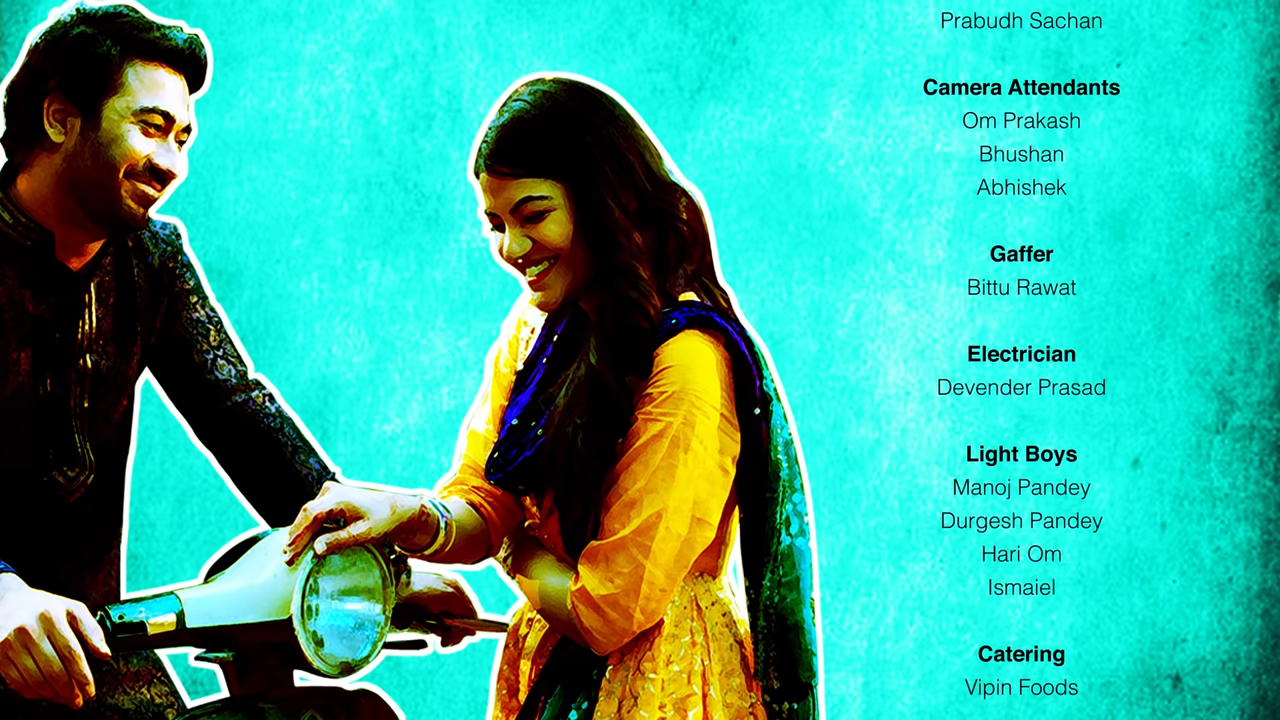 Prabudh Sachan
Camera Attendants
Om Prakash
Bhushan
Abhishek
Gaffer
Bittu Rawat
Electrician
Devender Prasad
Light Boys
Manoj Pandey
Durgesh Pandey
Hari Om
Ismaiel
Catering
Vipin Foods